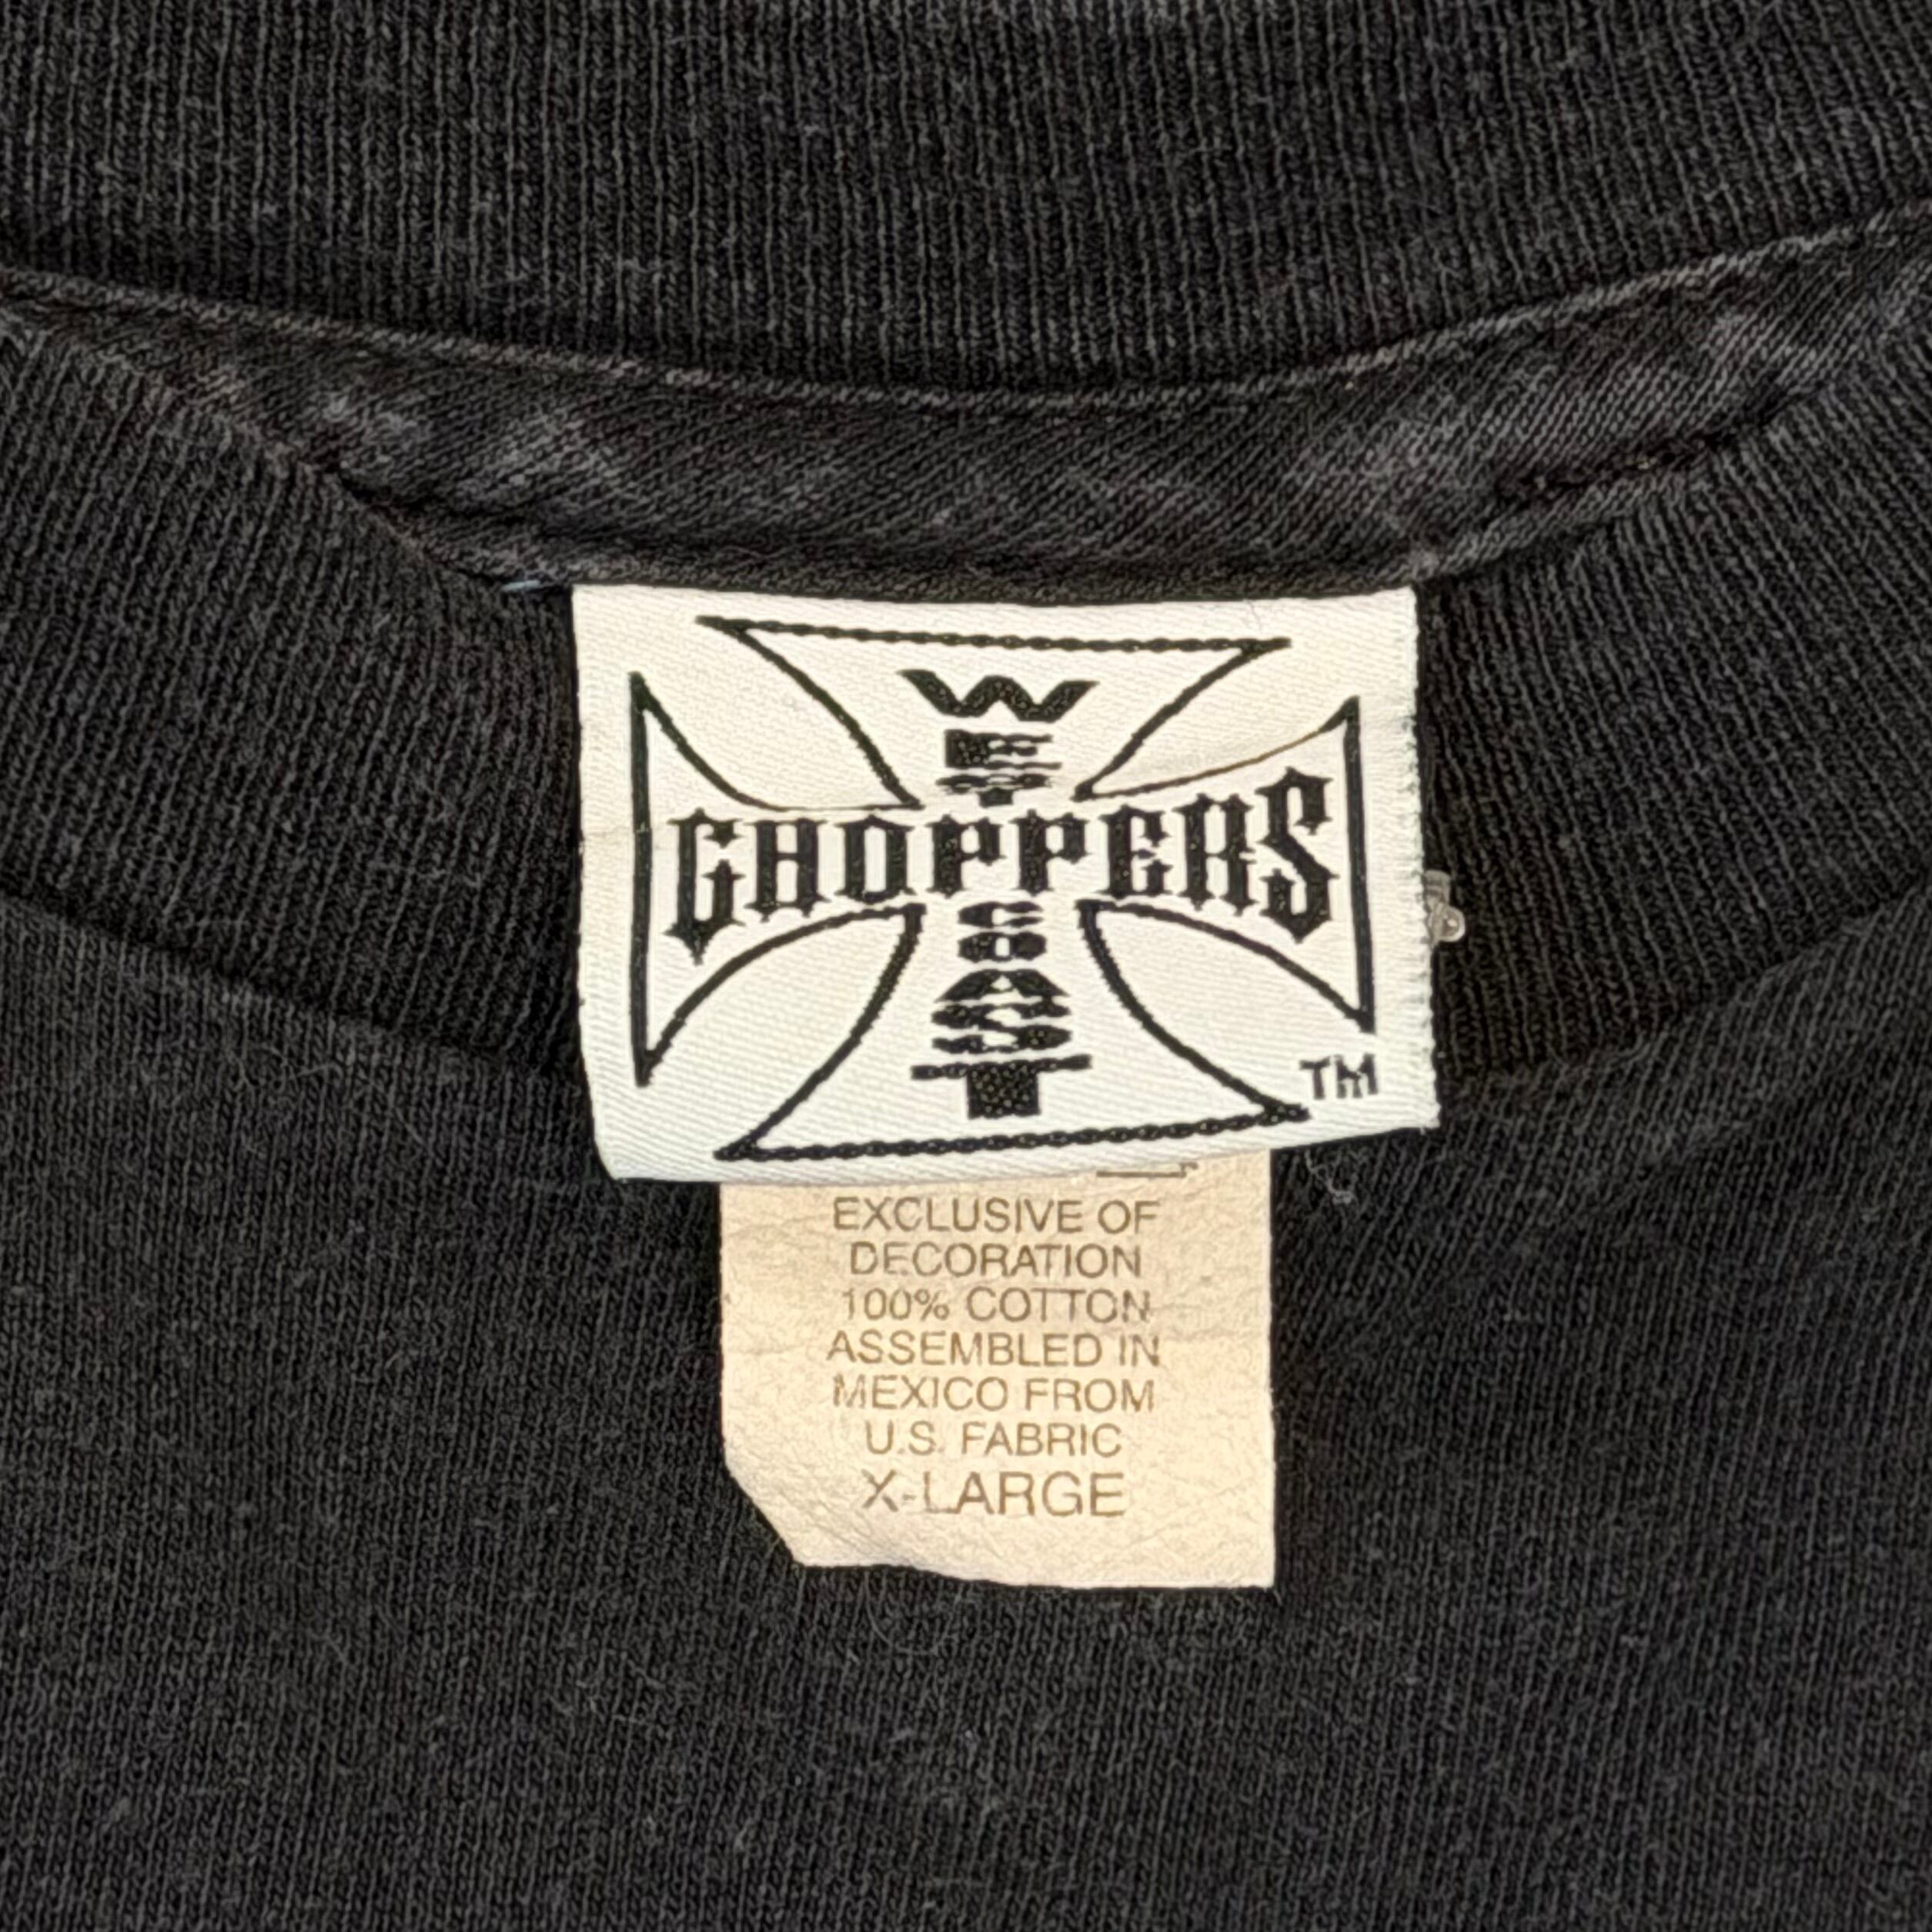 WEST
CHOPPERS
COAST
TM
EXCLUSIVE OF
DECORATION
100% COTTON
ASSEMBLED IN
MEXICO FROM
U.S. FABRIC
X-LARGE